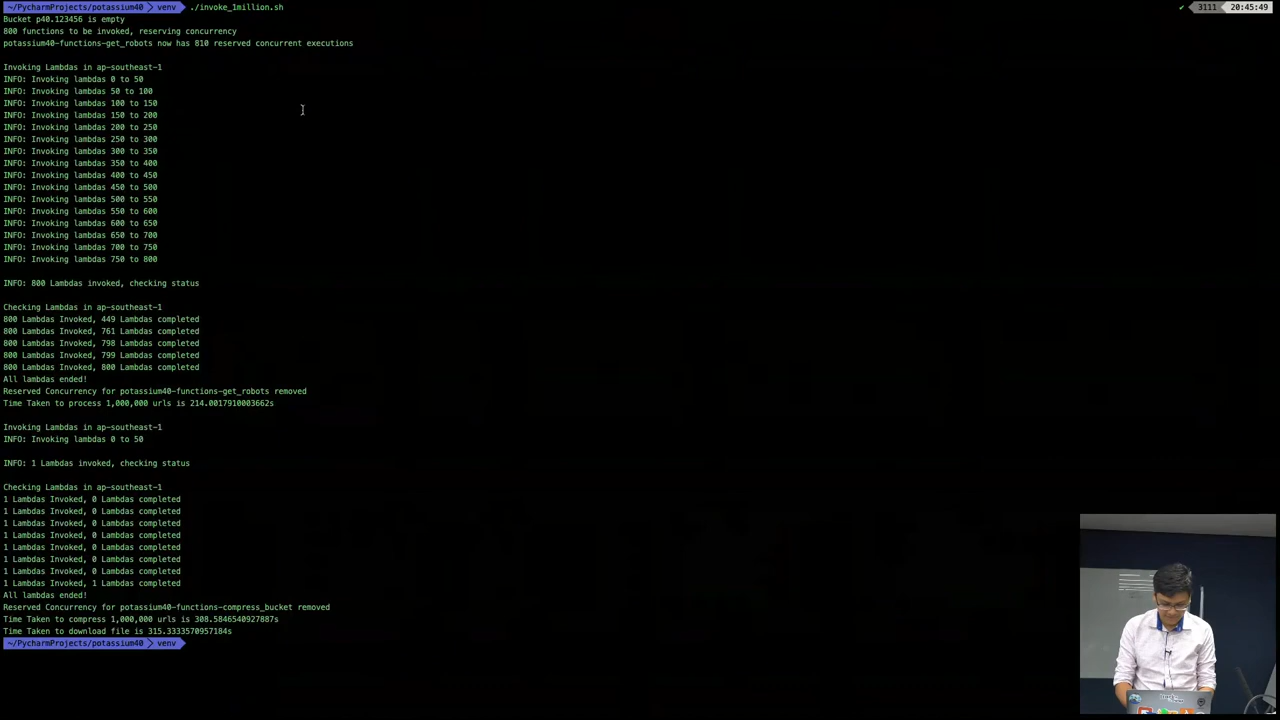 ~/PycharmProjects/potassium40 venv ./invoke_1million.sh ✔ 3111 20:45:49
Bucket p40.123456 is empty
800 functions to be invoked, reserving concurrency
potassium40-functions-get_robots now has 810 reserved concurrent executions
Invoking Lambdas in ap-southeast-1
INFO: Invoking lambdas 0 to 50
INFO: Invoking lambdas 50 to 100
INFO: Invoking lambdas 100 to 150
INFO: Invoking lambdas 150 to 200
INFO: Invoking lambdas 200 to 250
INFO: Invoking lambdas 250 to 300
INFO: Invoking lambdas 300 to 350
INFO: Invoking lambdas 350 to 400
INFO: Invoking lambdas 400 to 450
INFO: Invoking lambdas 450 to 500
INFO: Invoking lambdas 500 to 550
INFO: Invoking lambdas 550 to 600
INFO: Invoking lambdas 600 to 650
INFO: Invoking lambdas 650 to 700
INFO: Invoking lambdas 700 to 750
INFO: Invoking lambdas 750 to 800
INFO: 800 Lambdas invoked, checking status
Checking Lambdas in ap-southeast-1
800 Lambdas Invoked, 449 Lambdas completed
800 Lambdas Invoked, 761 Lambdas completed
800 Lambdas Invoked, 798 Lambdas completed
800 Lambdas Invoked, 799 Lambdas completed
800 Lambdas Invoked, 800 Lambdas completed
All lambdas ended!
Reserved Concurrency for potassium40-functions-get_robots removed
Time Taken to process 1,000,000 urls is 214.0017910003662s
Invoking Lambdas in ap-southeast-1
INFO: Invoking lambdas 0 to 50
INFO: 1 Lambdas invoked, checking status
Checking Lambdas in ap-southeast-1
1 Lambdas Invoked, 0 Lambdas completed
1 Lambdas Invoked, 0 Lambdas completed
1 Lambdas Invoked, 0 Lambdas completed
1 Lambdas Invoked, 0 Lambdas completed
1 Lambdas Invoked, 0 Lambdas completed
1 Lambdas Invoked, 0 Lambdas completed
1 Lambdas Invoked, 0 Lambdas completed
1 Lambdas Invoked, 1 Lambdas completed
All lambdas ended!
Reserved Concurrency for potassium40-functions-compress_bucket removed
Time Taken to compress 1,000,000 urls is 308.5846540927887s
Time Taken to download file is 315.3333570957184s
~/PycharmProjects/potassium40 venv